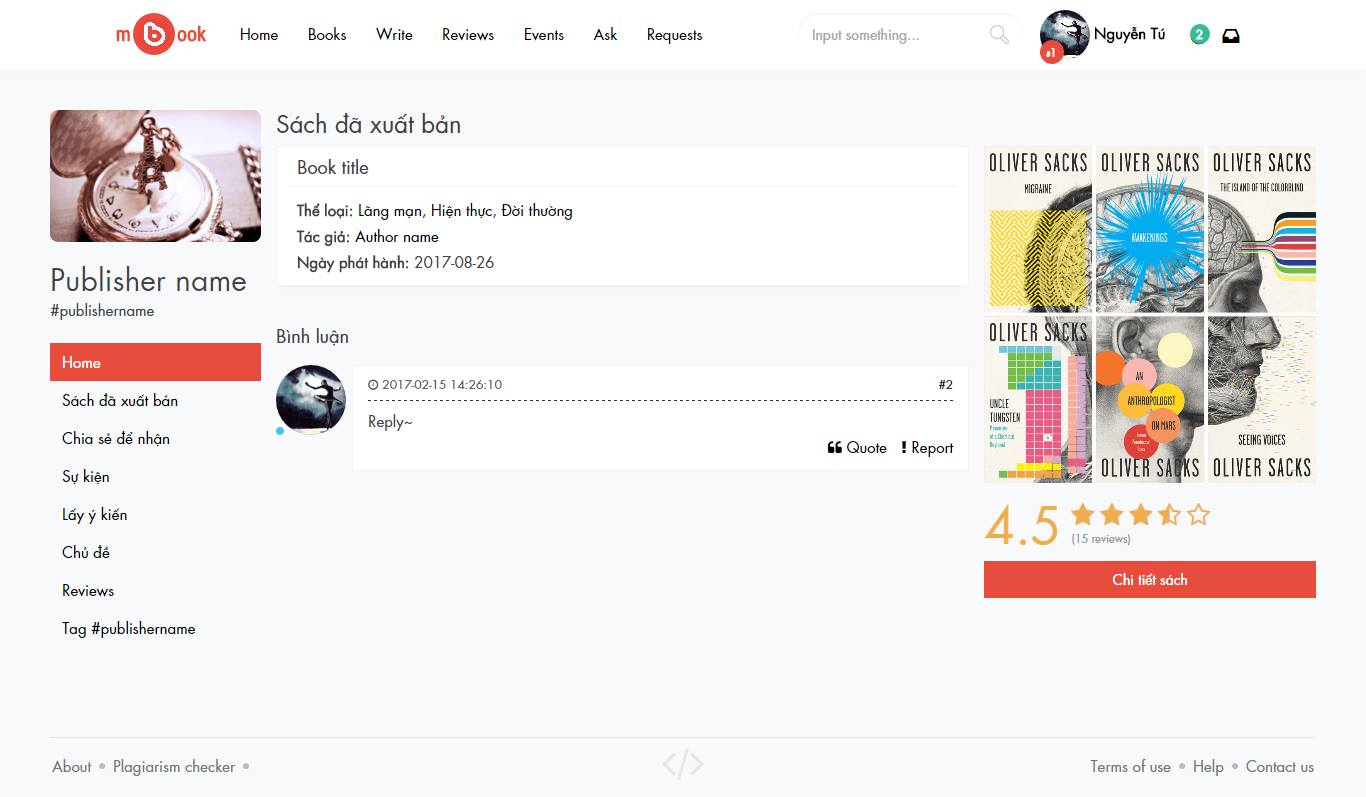 mbook
Home Books Write Reviews Events Ask Requests
Input something...
#1
Nguyễn Tú
2
Publisher name
#publishername
Home
Sách đã xuất bản
Chia sẻ để nhận
Sự kiện
Lấy ý kiến
Chủ đề
Reviews
Tag #publishername
Sách đã xuất bản
Book title
Thể loại: Lãng mạn, Hiện thực, Đời thường
Tác giả: Author name
Ngày phát hành: 2017-08-26
Bình luận
2017-02-15 14:26:10 #2
Reply~
Quote Report
OLIVER SACKS
MIGRAINE
OLIVER SACKS
AWAKENINGS
OLIVER SACKS
THE ISLAND OF THE COLORBLIND
OLIVER SACKS
UNCLE
TUNGSTEN
AN
ANTHROPOLOGIST
ON MARS
OLIVER SACKS
SEEING VOICES
OLIVER SACKS
4.5
(15 reviews)
Chi tiết sách
About • Plagiarism checker •
</>
Terms of use • Help • Contact us